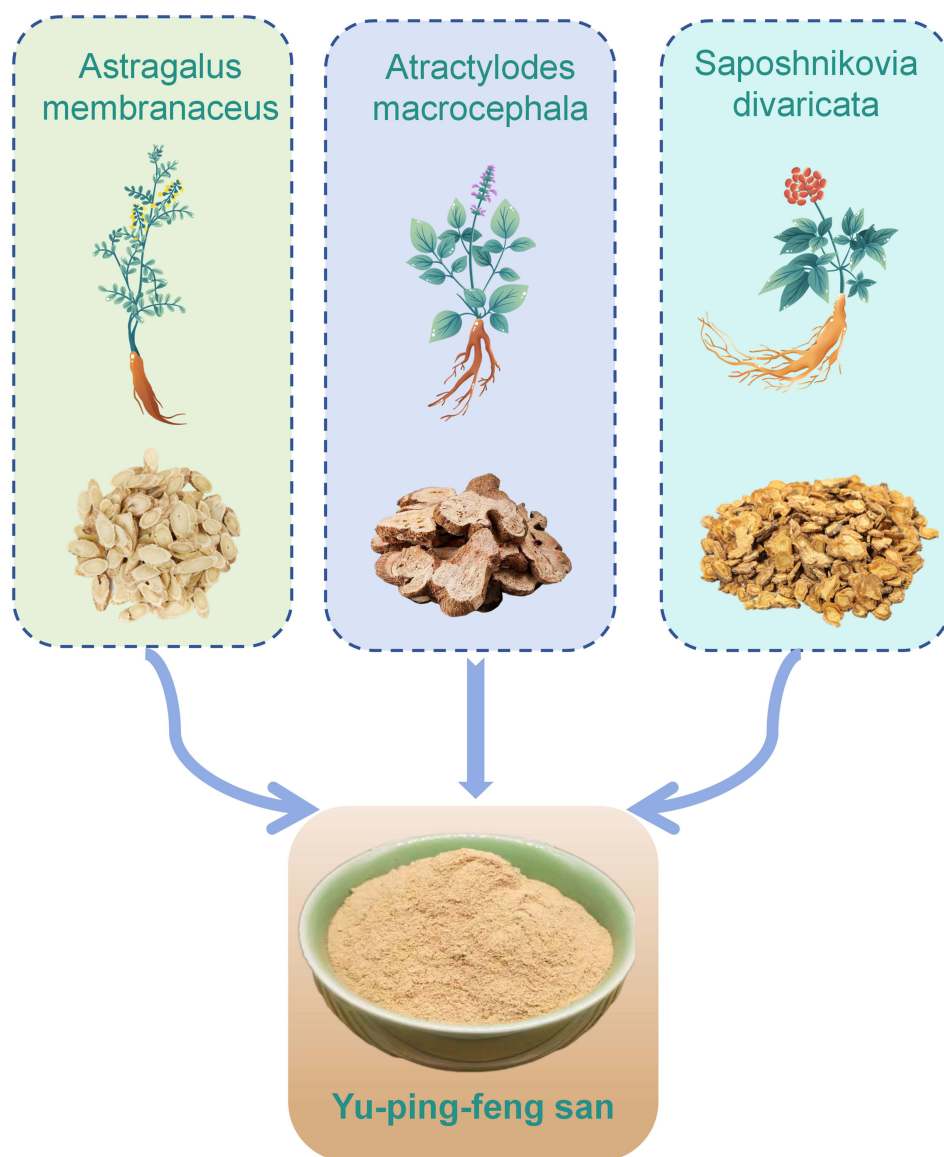 Astragalus
membranaceus
Atractylodes
macrocephala
Saposhnikovia
divaricata
Yu-ping-feng san